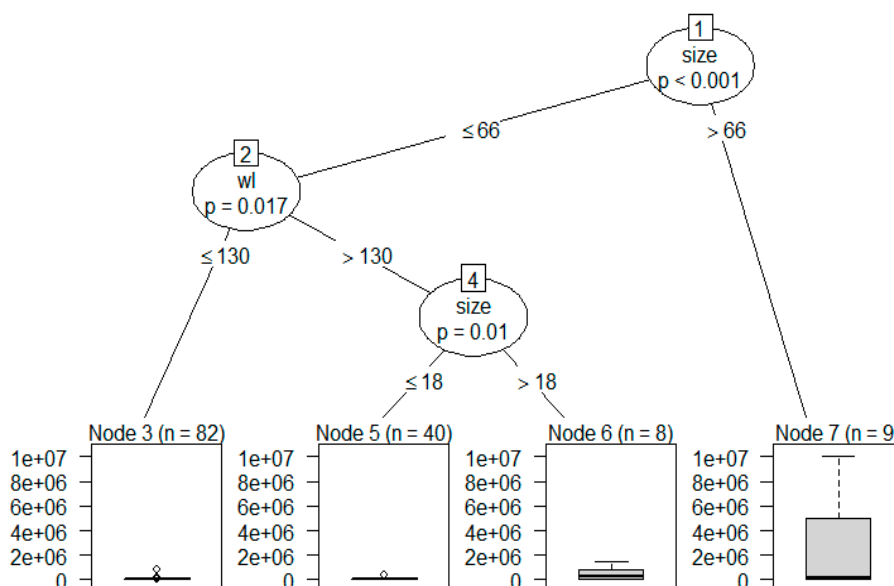 1
size
p < 0.001
≤ 66
> 66
2
wl
p = 0.017
≤ 130
> 130
4
size
p = 0.01
≤ 18
> 18
Node 3 (n = 82)
1e+07
8e+06
6e+06
4e+06
2e+06
0
Node 5 (n = 40)
1e+07
8e+06
6e+06
4e+06
2e+06
0
Node 6 (n = 8)
1e+07
8e+06
6e+06
4e+06
2e+06
0
Node 7 (n = 9
1e+07
8e+06
6e+06
4e+06
2e+06
0